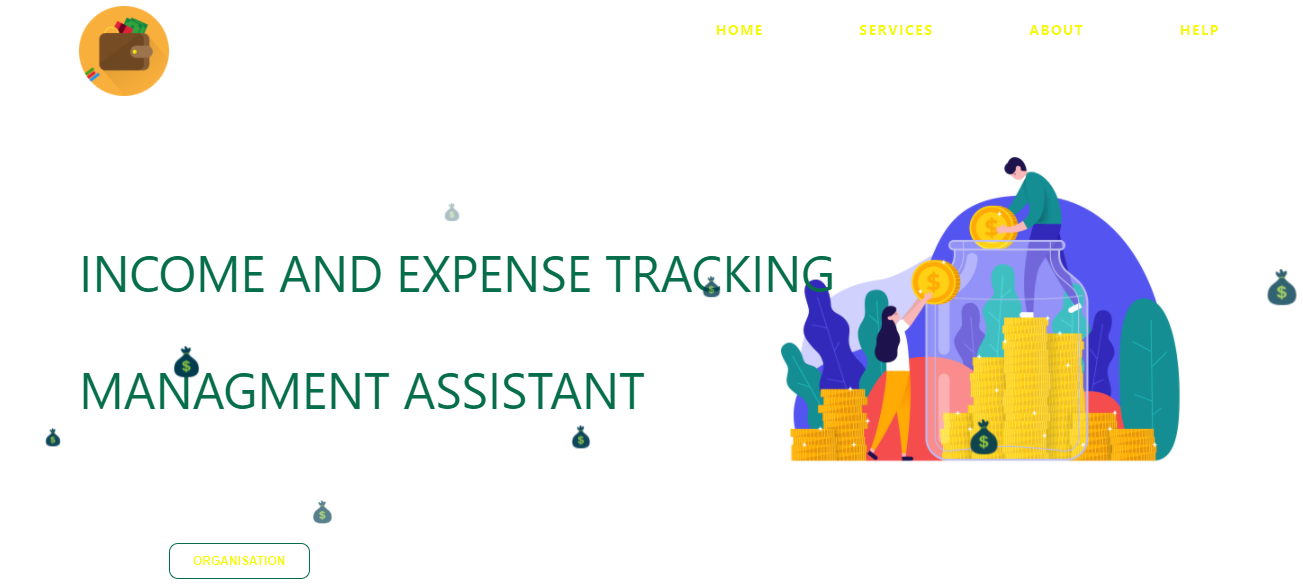 HOME SERVICES ABOUT HELP
INCOME AND EXPENSE TRACKING
MANAGMENT ASSISTANT
ORGANISATION